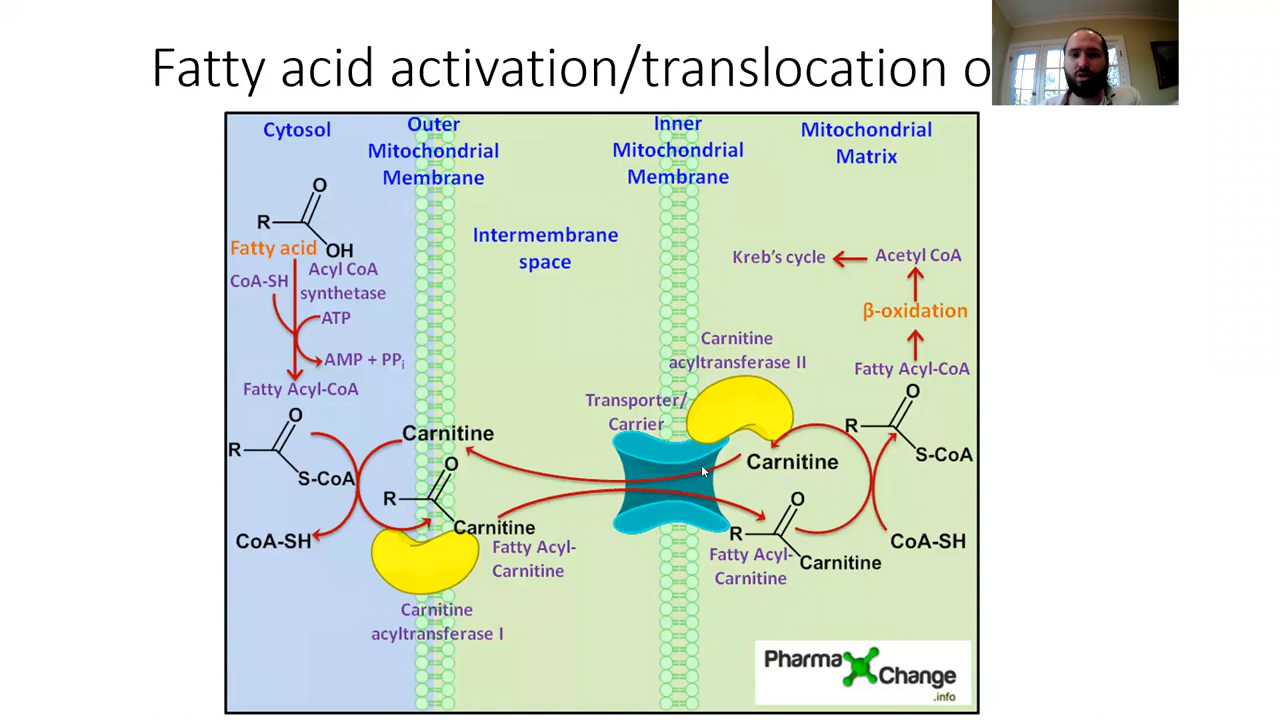 Fatty acid activation/translocation o
Cytosol
Outer
Mitochondrial
Membrane
Inner
Mitochondrial
Membrane
Mitochondrial
Matrix
Intermembrane
space
O
R
OH
Fatty acid
CoA-SH
Acyl CoA
synthetase
ATP
AMP + PPi
Fatty Acyl-CoA
O
R
S-CoA
CoA-SH
Carnitine
O
R
Carnitine
Fatty Acyl-
Carnitine
Carnitine
acyltransferase I
Transporter/
Carrier
Carnitine
acyltransferase II
Carnitine
O
R
Carnitine
Fatty Acyl-
Carnitine
Kreb's cycle
Acetyl CoA
β-oxidation
Fatty Acyl-CoA
O
R
S-CoA
CoA-SH
Pharma Change
.info